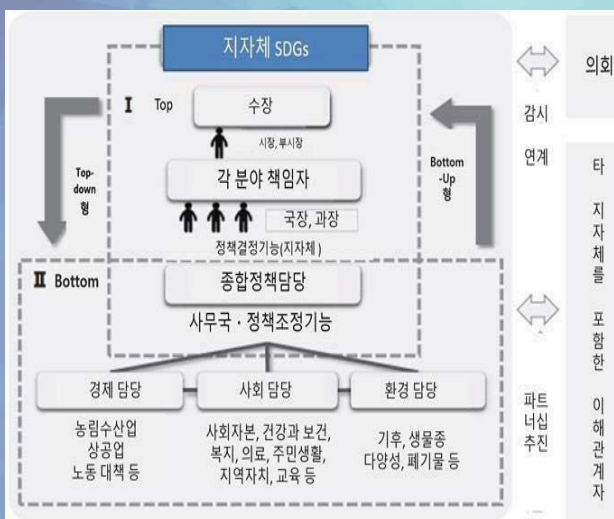 지자체 SDGs
I Top
수장
시장, 부시장
각 분야 책임자
국장, 과장
정책결정기능(지자체)
Top-
down
형
Bottom
-Up
형
II Bottom
종합정책담당
사무국 · 정책조정기능
경제 담당
농림수산업
상공업
노동 대책 등
사회 담당
사회자본, 건강과 보건,
복지, 의료, 주민생활,
지역자치, 교육 등
환경 담당
기후, 생물종
다양성, 폐기물 등
감시
의회
연계
파트
너십
추진
타
지
자
체
를
포
함
한
이
해
관
계
자